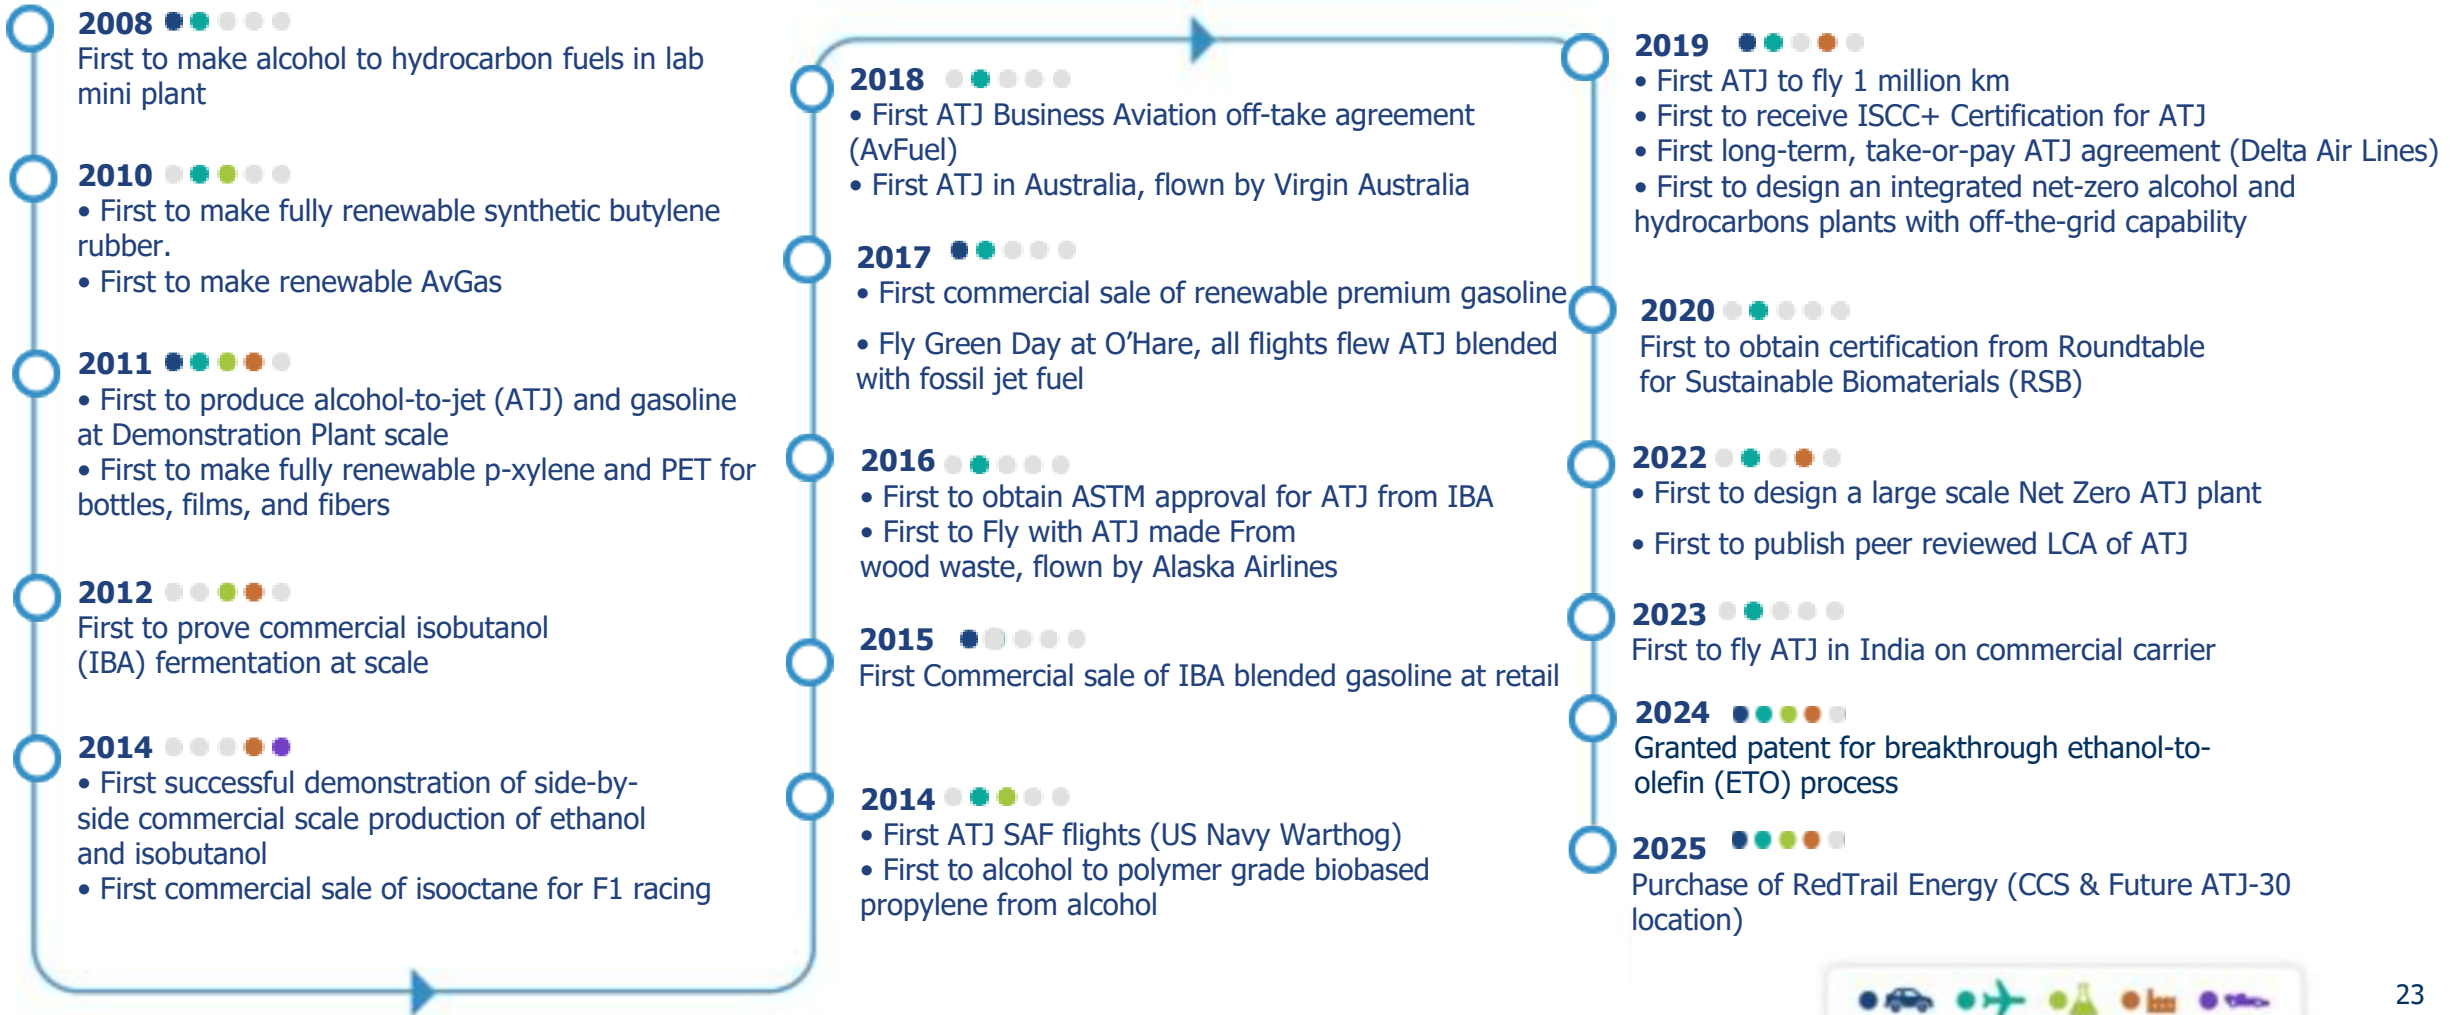 2008
First to make alcohol to hydrocarbon fuels in lab
mini plant
2010
• First to make fully renewable synthetic butylene
rubber.
• First to make renewable AvGas
2011
• First to produce alcohol-to-jet (ATJ) and gasoline
at Demonstration Plant scale
• First to make fully renewable p-xylene and PET for
bottles, films, and fibers
2012
First to prove commercial isobutanol
(IBA) fermentation at scale
2014
• First successful demonstration of side-by-
side commercial scale production of ethanol
and isobutanol
• First commercial sale of isooctane for F1 racing
2014
• First ATJ SAF flights (US Navy Warthog)
• First to alcohol to polymer grade biobased
propylene from alcohol
2015
First Commercial sale of IBA blended gasoline at retail
2016
• First to obtain ASTM approval for ATJ from IBA
• First to Fly with ATJ made From
wood waste, flown by Alaska Airlines
2017
• First commercial sale of renewable premium gasoline
• Fly Green Day at O’Hare, all flights flew ATJ blended
with fossil jet fuel
2018
• First ATJ Business Aviation off-take agreement
(AvFuel)
• First ATJ in Australia, flown by Virgin Australia
2019
• First ATJ to fly 1 million km
• First to receive ISCC+ Certification for ATJ
• First long-term, take-or-pay ATJ agreement (Delta Air Lines)
• First to design an integrated net-zero alcohol and
hydrocarbons plants with off-the-grid capability
2020
First to obtain certification from Roundtable
for Sustainable Biomaterials (RSB)
2022
• First to design a large scale Net Zero ATJ plant
• First to publish peer reviewed LCA of ATJ
2023
First to fly ATJ in India on commercial carrier
2024
Granted patent for breakthrough ethanol-to-
olefin (ETO) process
2025
Purchase of RedTrail Energy (CCS & Future ATJ-30
location)
23